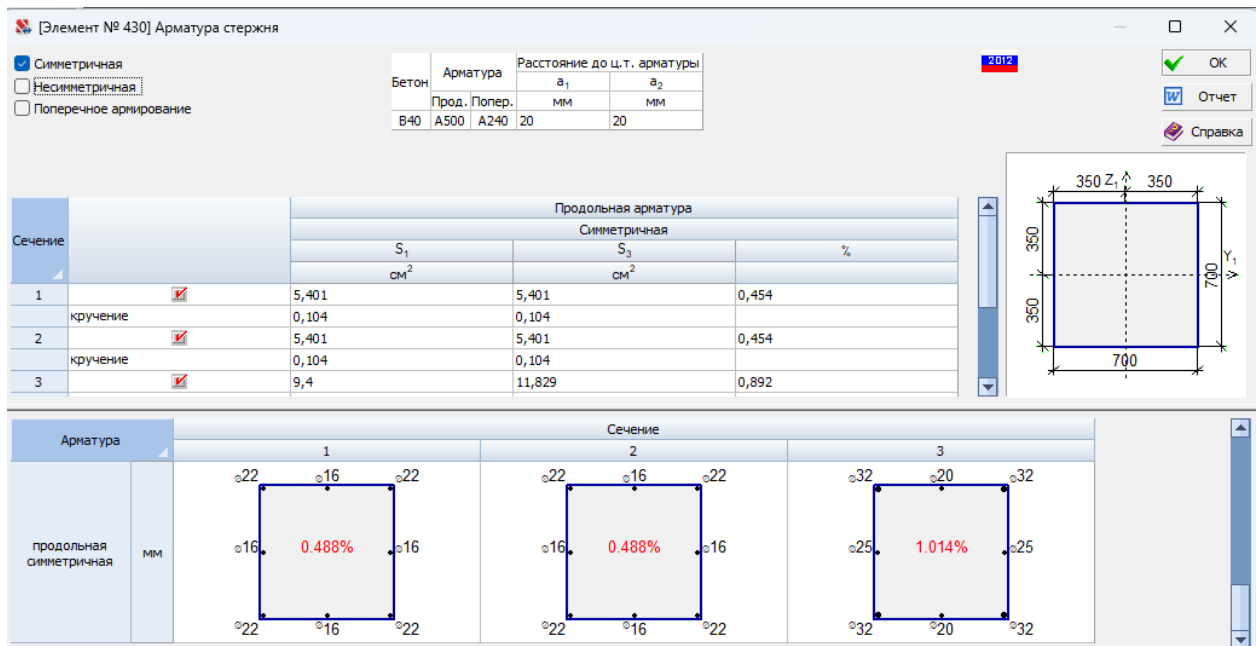 [Элемент № 430] Арматура стержня
Симметричная
Несимметричная
Поперечное армирование
Бетон Арматура Расстояние до ц.т. арматуры
a1 a2
Прод. Попер. мм мм
B40 A500 A240 20 20
2012
OK
Отчет
Справка
Сечение Продольная арматура
Симметричная
S1 S3 %
см2 см2
1 5,401 5,401 0,454
кручение 0,104 0,104
2 5,401 5,401 0,454
кручение 0,104 0,104
3 9,4 11,829 0,892
350 Z1 350
350
Y1
700
350
700
Арматура Сечение
1 2 3
⌀22 ⌀16 ⌀22 ⌀22 ⌀16 ⌀22 ⌀32 ⌀20 ⌀32
продольная симметричная мм ⌀16 0.488% ⌀16 ⌀16 0.488% ⌀16 ⌀25 1.014% ⌀25
⌀22 ⌀16 ⌀22 ⌀22 ⌀16 ⌀22 ⌀32 ⌀20 ⌀32